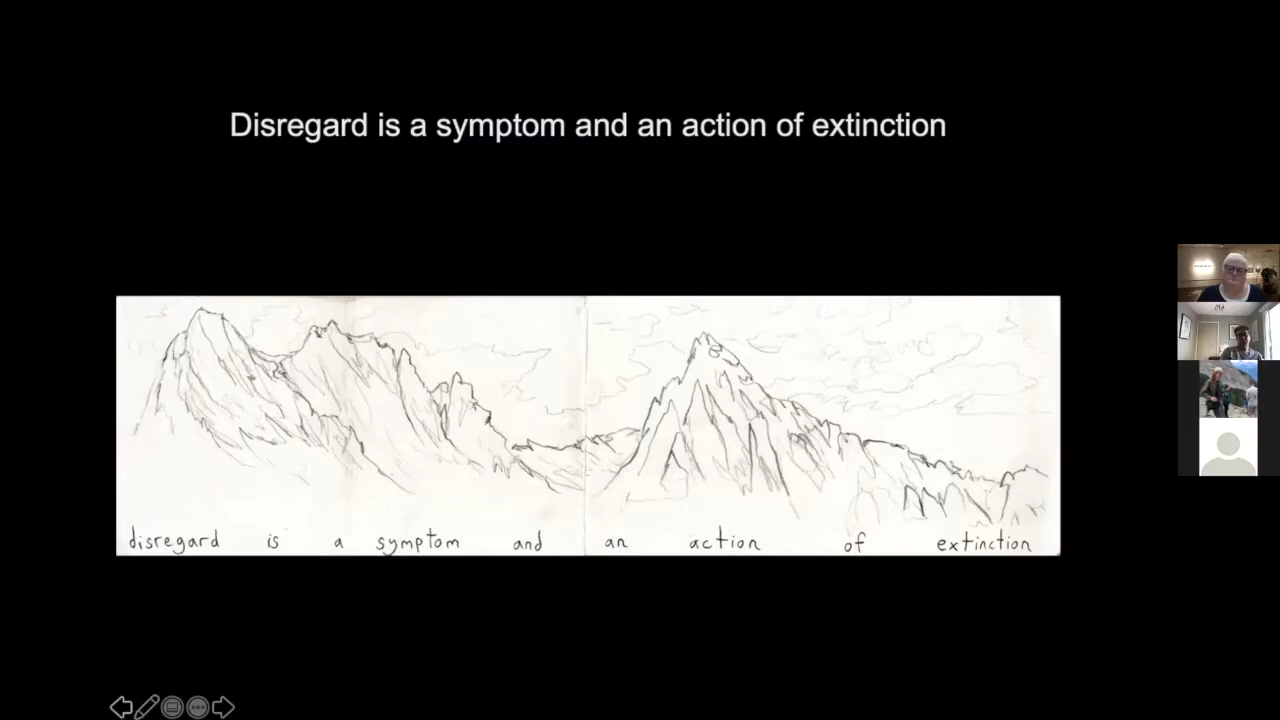 Disregard is a symptom and an action of extinction
disregard is a symptom and an action of extinction